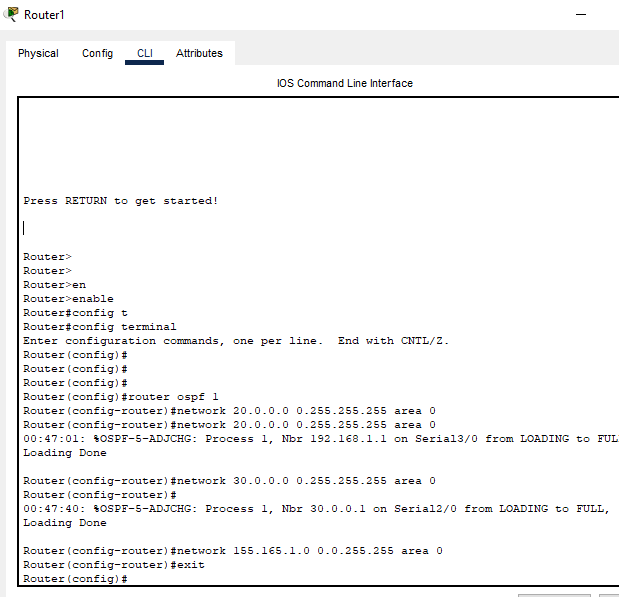 Router1
Physical Config CLI Attributes
IOS Command Line Interface
Press RETURN to get started!
Router>
Router>
Router>en
Router>enable
Router#config t
Router#config terminal
Enter configuration commands, one per line. End with CNTL/Z.
Router(config)#
Router(config)#
Router(config)#
Router(config)#router ospf 1
Router(config-router)#network 20.0.0.0 0.255.255.255 area 0
Router(config-router)#network 20.0.0.0 0.255.255.255 area 0
00:47:01: %OSPF-5-ADJCHG: Process 1, Nbr 192.168.1.1 on Serial3/0 from LOADING to FUL
Loading Done
Router(config-router)#network 30.0.0.0 0.255.255.255 area 0
Router(config-router)#
00:47:40: %OSPF-5-ADJCHG: Process 1, Nbr 30.0.0.1 on Serial2/0 from LOADING to FULL,
Loading Done
Router(config-router)#network 155.165.1.0 0.0.255.255 area 0
Router(config-router)#exit
Router(config)#